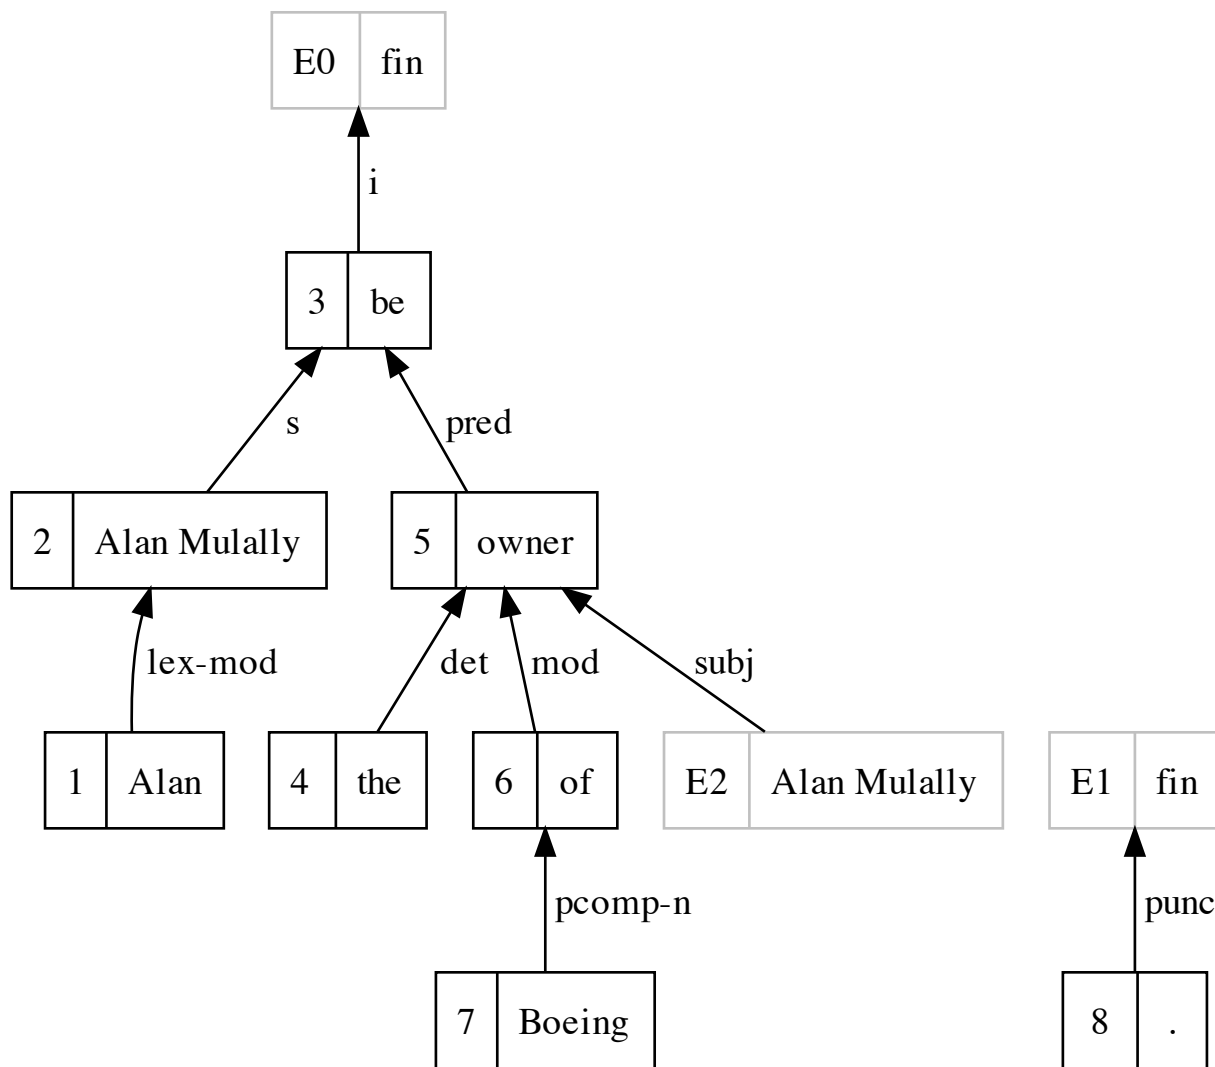 E0 fin
i
3 be
s pred
2 Alan Mulally 5 owner
lex-mod det mod subj
1 Alan 4 the 6 of E2 Alan Mulally E1 fin
pcomp-n punc
7 Boeing 8 .